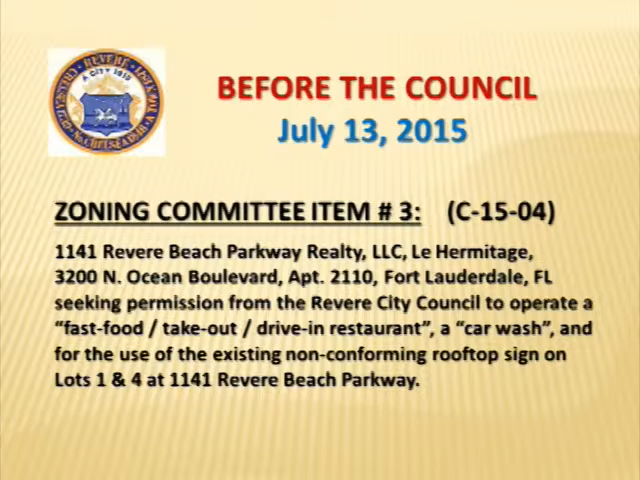 REVERE
A CITY 1915
BEFORE THE COUNCIL
July 13, 2015
ZONING COMMITTEE ITEM # 3: (C-15-04)
1141 Revere Beach Parkway Realty, LLC, Le Hermitage,
3200 N. Ocean Boulevard, Apt. 2110, Fort Lauderdale, FL
seeking permission from the Revere City Council to operate a
“fast-food / take-out / drive-in restaurant”, a “car wash”, and
for the use of the existing non-conforming rooftop sign on
Lots 1 & 4 at 1141 Revere Beach Parkway.